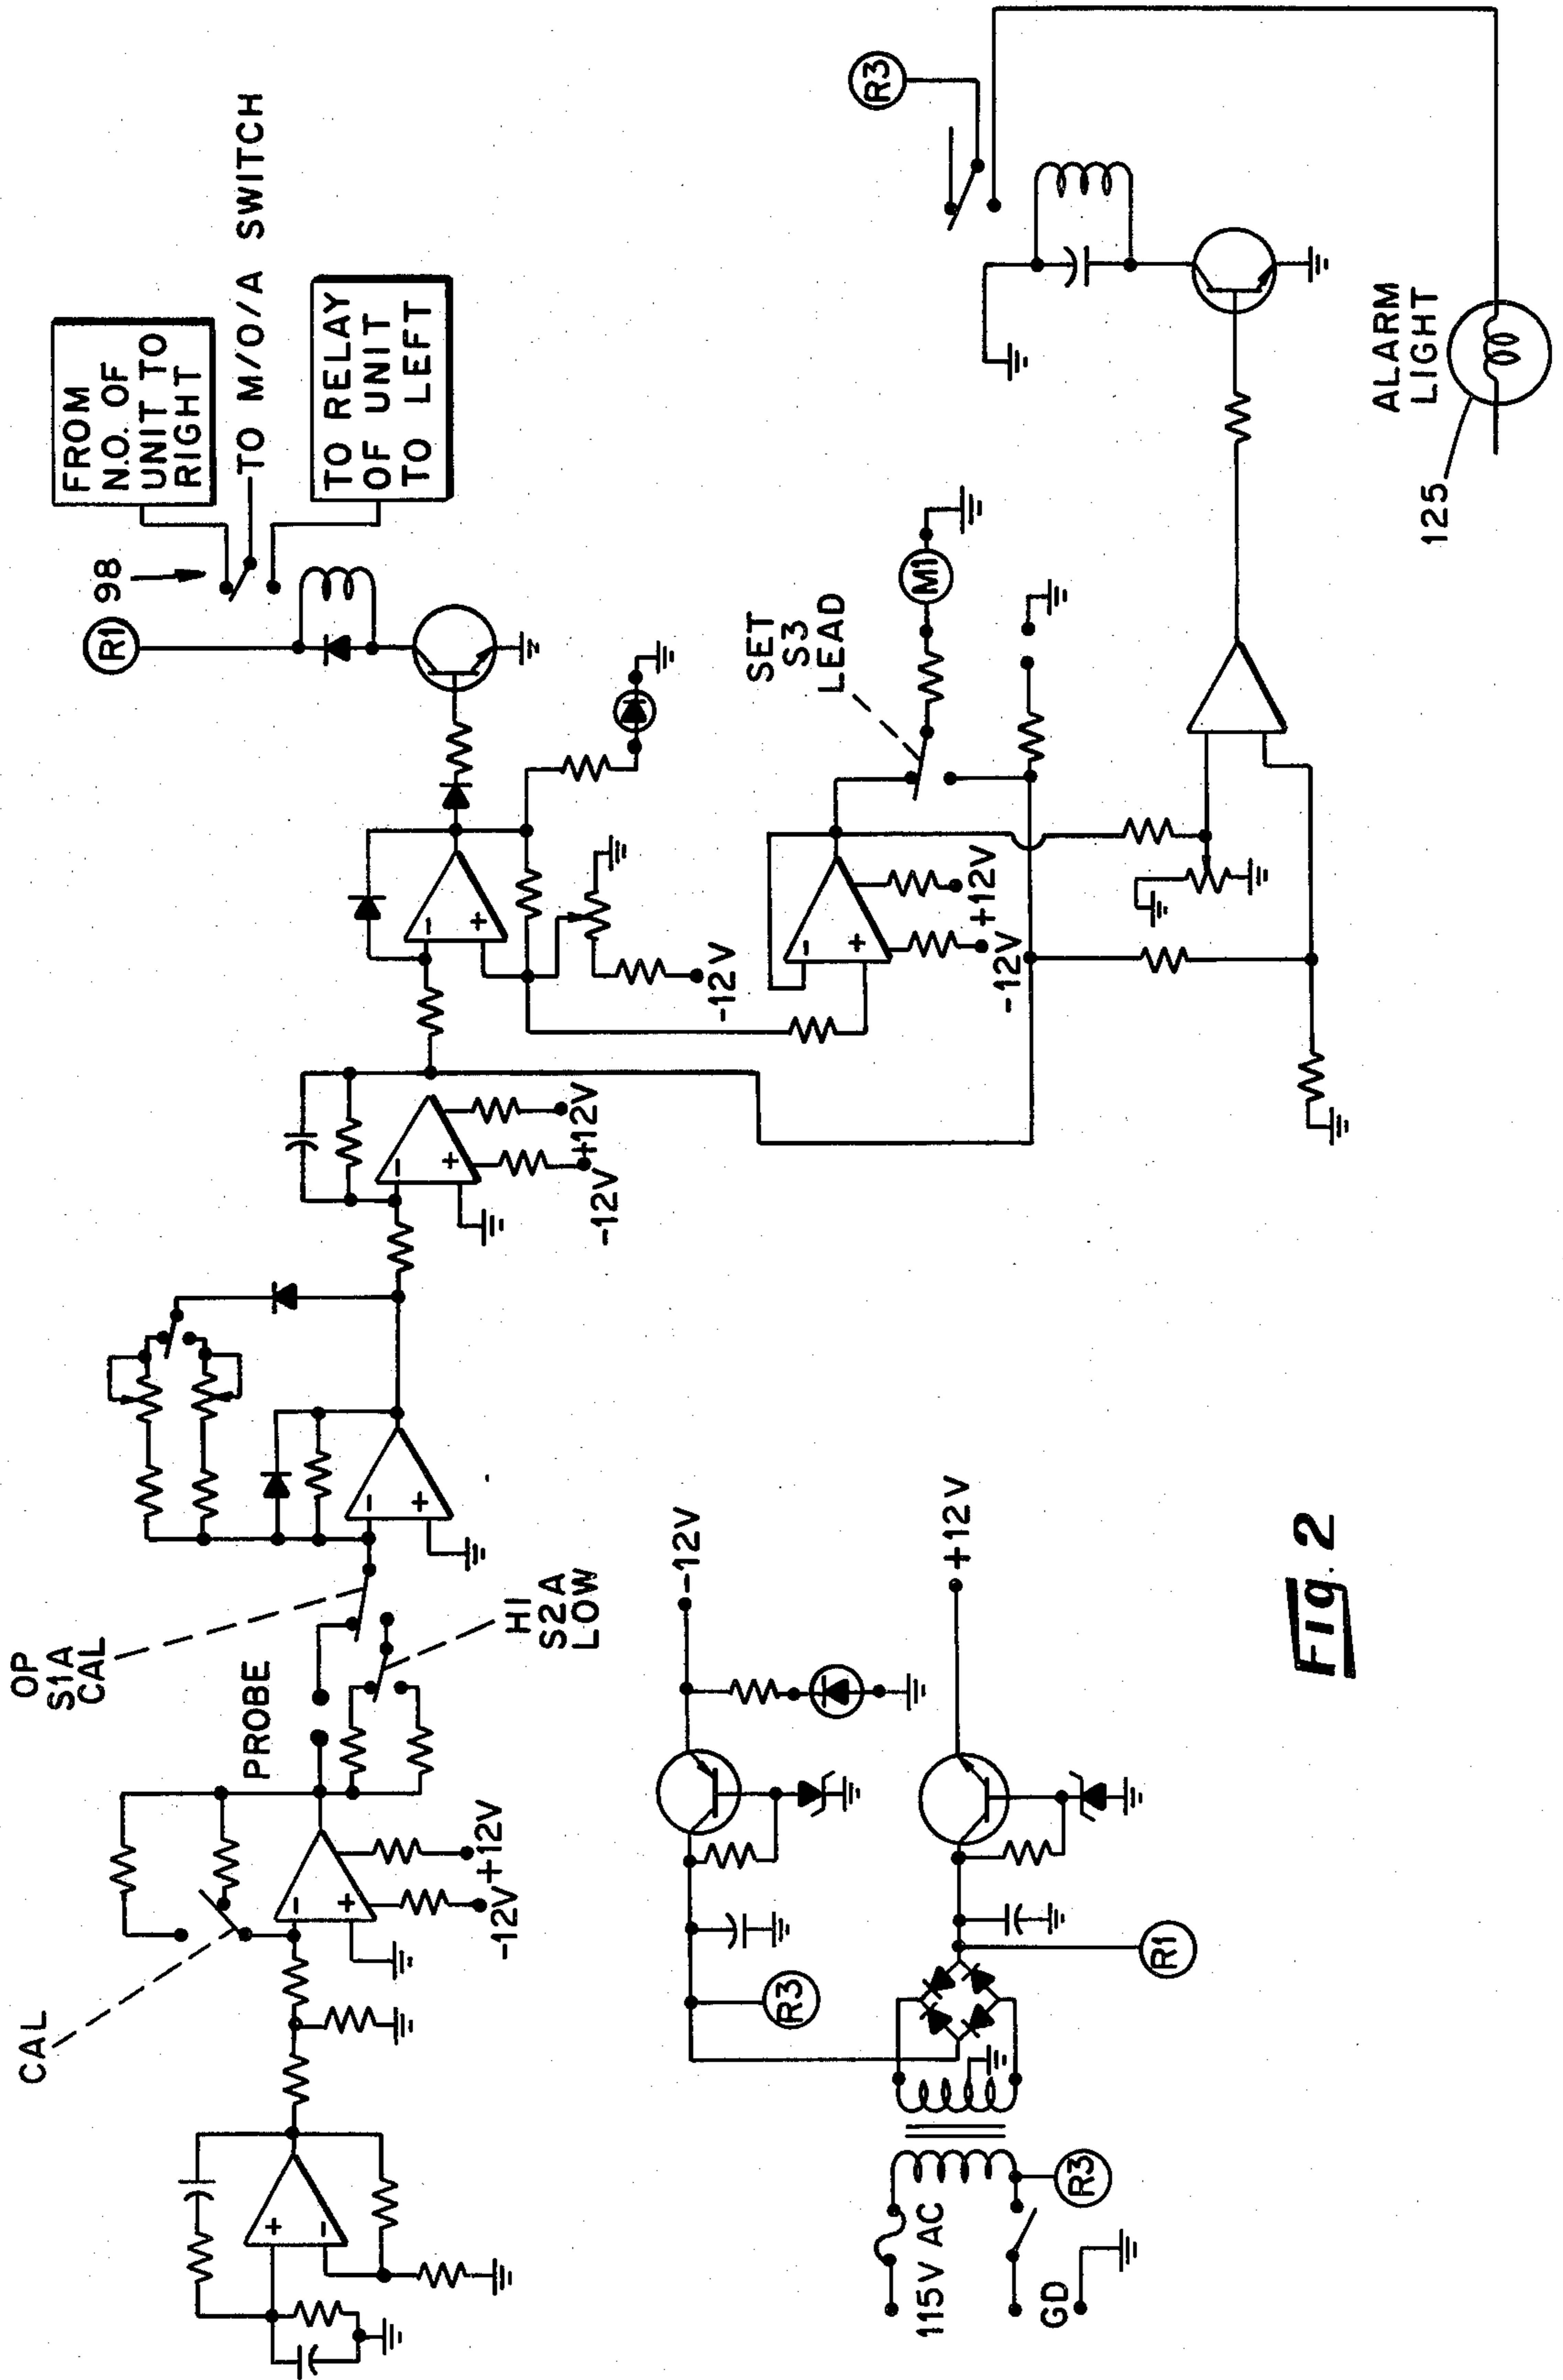 FROM
N.O. OF
UNIT TO
RIGHT
TO M/O/A SWITCH
TO RELAY
OF UNIT
TO LEFT
98
R1
R3
OP
S1A
CAL
PROBE
HI
S2A
LOW
CAL
+12V
-12V
+12V
-12V
-12V
SET
S3
LEAD
M1
+12V
-12V
ALARM
LIGHT
125
-12V
+12V
R3
R1
115V AC
R3
GD
+
-
-
+
-
+
-
+
-
+
-
+
Fig. 2